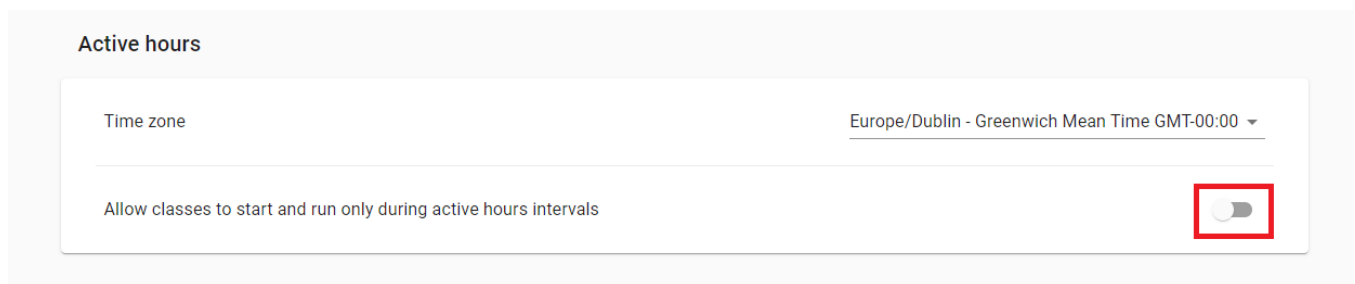 Active hours
Time zone
Europe/Dublin - Greenwich Mean Time GMT-00:00
Allow classes to start and run only during active hours intervals